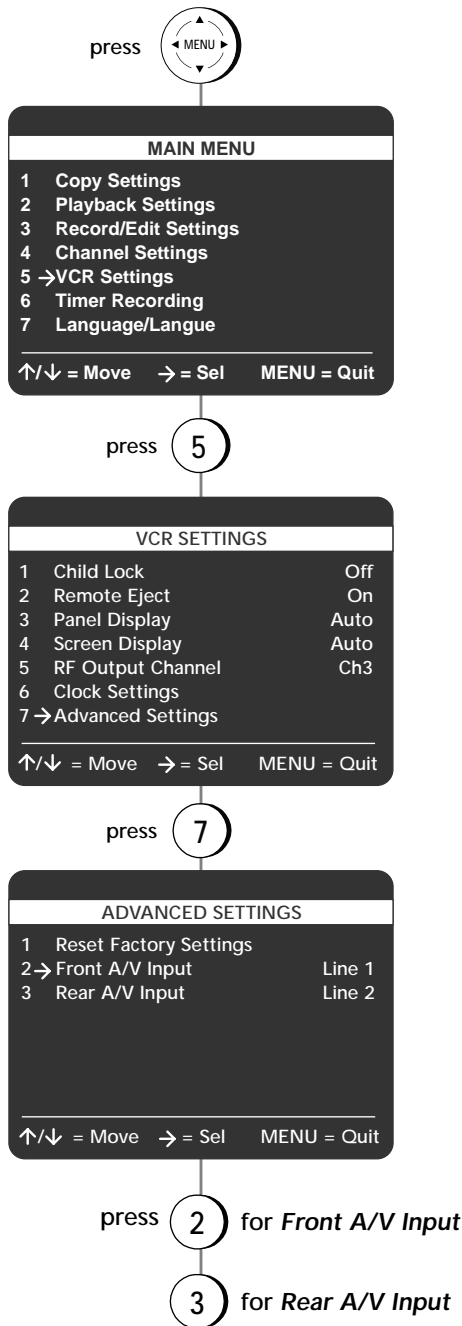 press MENU
MAIN MENU
1 Copy Settings
2 Playback Settings
3 Record/Edit Settings
4 Channel Settings
5 →VCR Settings
6 Timer Recording
7 Language/Langue
↑/↓ = Move → = Sel MENU = Quit
press 5
VCR SETTINGS
1 Child Lock Off
2 Remote Eject On
3 Panel Display Auto
4 Screen Display Auto
5 RF Output Channel Ch3
6 Clock Settings
7 →Advanced Settings
↑/↓ = Move → = Sel MENU = Quit
press 7
ADVANCED SETTINGS
1 Reset Factory Settings
2→ Front A/V Input Line 1
3 Rear A/V Input Line 2
↑/↓ = Move → = Sel MENU = Quit
press 2 for Front A/V Input
3 for Rear A/V Input